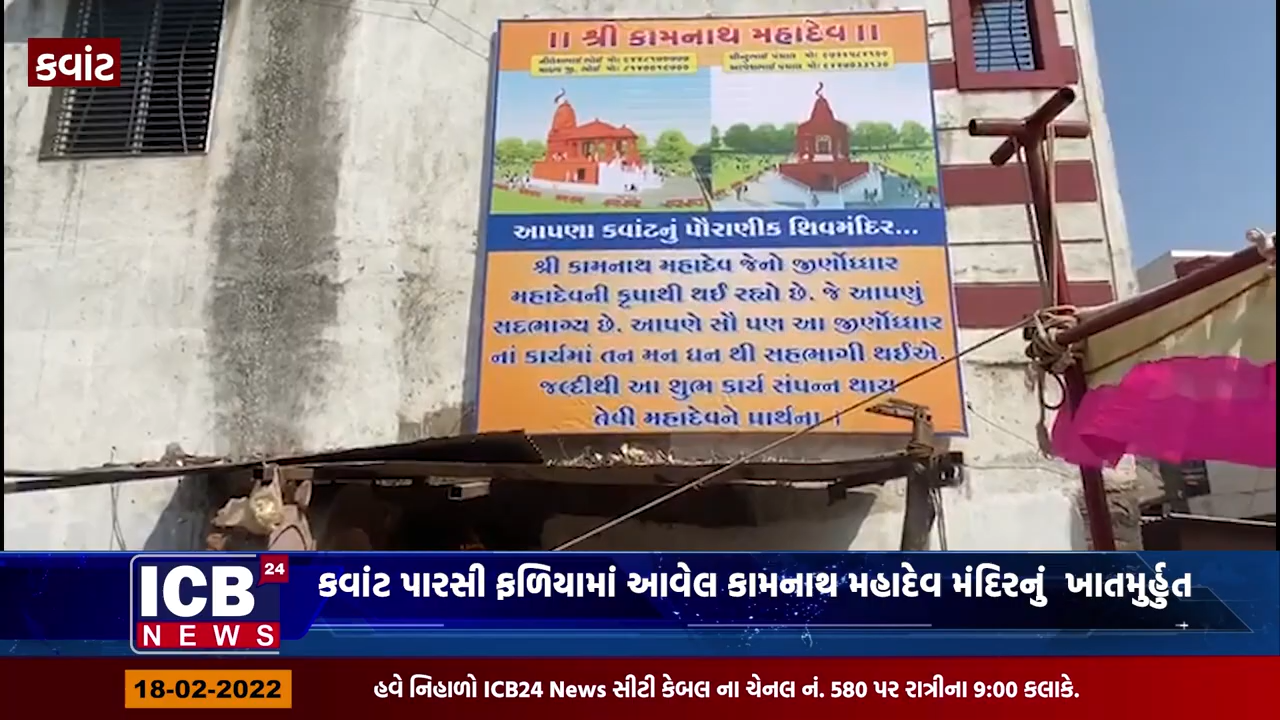 કવાંટ
|| શ્રી કામનાથ મહાદેવ ||
આપણા કવાંટનું પૌરાણીક શિવમંદિર...
શ્રી કામનાથ મહાદેવ જેનો જીર્ણોધ્ધાર
મહાદેવની કૃપાથી થઈ રહ્યો છે. જે આપણું
સદભાગ્ય છે. આપણે સૌ પણ આ જીર્ણોધ્ધાર
નાં કાર્યમાં તન મન ધન થી સહભાગી થઈએ.
જલ્દીથી આ શુભ કાર્ય સંપન્ન થાય
તેવી મહાદેવને પ્રાર્થના |
ICB 24
NEWS
કવાંટ પારસી ફળિયામાં આવેલ કામનાથ મહાદેવ મંદિરનું ખાતમુર્હુત
18-02-2022
હવે નિહાળો ICB24 News સીટી કેબલ ના ચેનલ નં. 580 પર રાત્રીના 9:00 કલાકે.